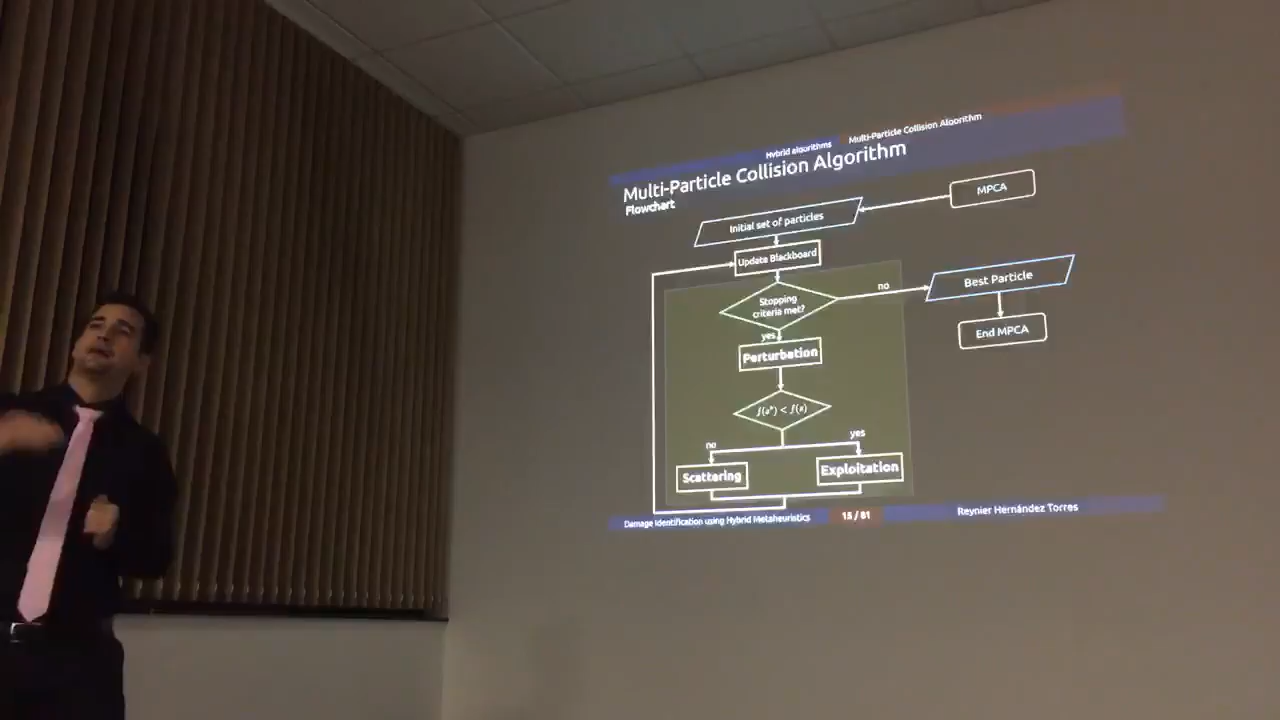 Hybrid algorithms Multi-Particle Collision Algorithm
Multi-Particle Collision Algorithm
Flowchart
MPCA
Initial set of particles
Update Blackboard
Stopping
criteria met?
no
Best Particle
End MPCA
yes
Perturbation
f(a*) < f(a)
no
yes
Scattering
Exploitation
Damage Identification using Hybrid Metaheuristics 15 / 81 Reynier Hernández Torres